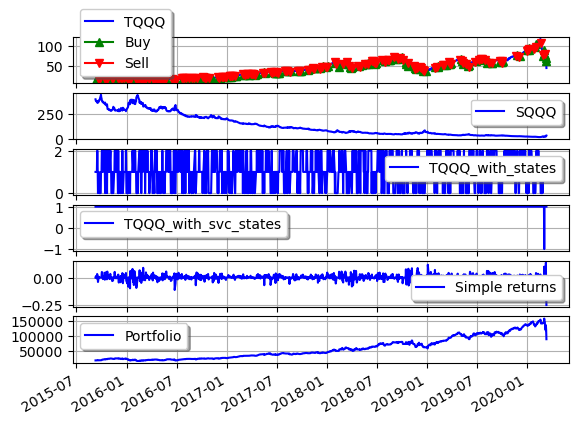 TQQQ
Buy
Sell
100
50
SQQQ
250
0
TQQQ_with_states
2
0
TQQQ_with_svc_states
1
0
−1
Simple returns
0.00
−0.25
Portfolio
150000
100000
50000
2015-07 2016-01 2016-07 2017-01 2017-07 2018-01 2018-07 2019-01 2019-07 2020-01